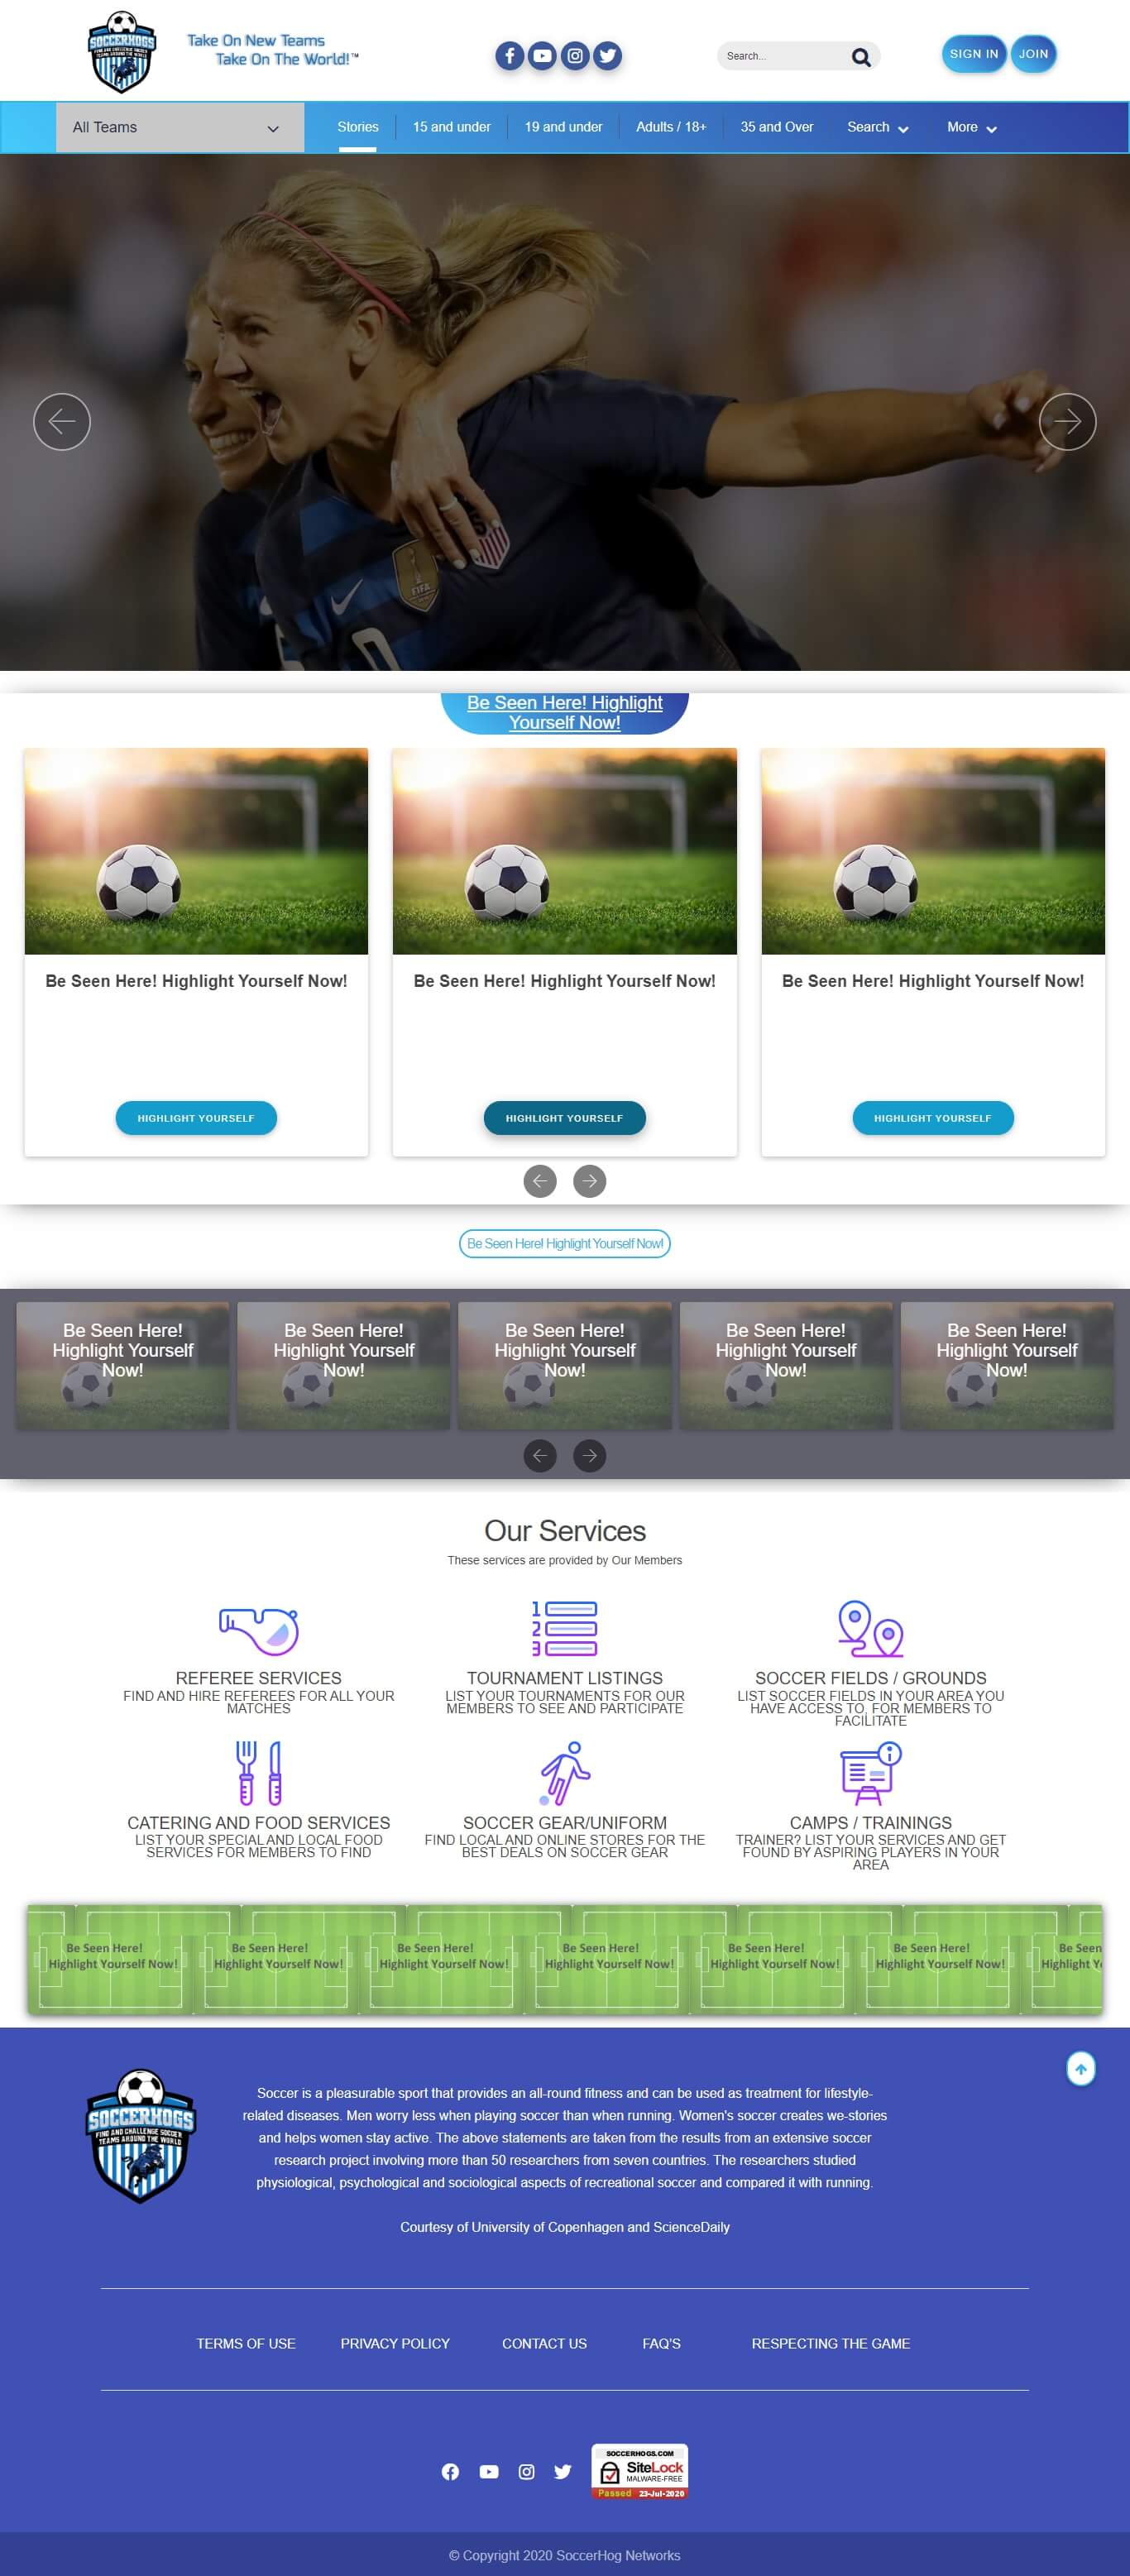 SOCCERHOGS
FIND AND CHALLENGE SOCCER
TEAMS AROUND THE WORLD
Take On New Teams
Take On The World!™
Search...
SIGN IN
JOIN
All Teams
Stories
15 and under
19 and under
Adults / 18+
35 and Over
Search
More
FIFA
Be Seen Here! Highlight
Yourself Now!
Be Seen Here! Highlight Yourself Now!
Be Seen Here! Highlight Yourself Now!
Be Seen Here! Highlight Yourself Now!
HIGHLIGHT YOURSELF
HIGHLIGHT YOURSELF
HIGHLIGHT YOURSELF
Be Seen Here! Highlight Yourself Now!
Be Seen Here!
Highlight Yourself
Now!
Be Seen Here!
Highlight Yourself
Now!
Be Seen Here!
Highlight Yourself
Now!
Be Seen Here!
Highlight Yourself
Now!
Be Seen Here!
Highlight Yourself
Now!
Our Services
These services are provided by Our Members
1
2
3
REFEREE SERVICES
FIND AND HIRE REFEREES FOR ALL YOUR
MATCHES
TOURNAMENT LISTINGS
LIST YOUR TOURNAMENTS FOR OUR
MEMBERS TO SEE AND PARTICIPATE
SOCCER FIELDS / GROUNDS
LIST SOCCER FIELDS IN YOUR AREA YOU
HAVE ACCESS TO, FOR MEMBERS TO
FACILITATE
CATERING AND FOOD SERVICES
LIST YOUR SPECIAL AND LOCAL FOOD
SERVICES FOR MEMBERS TO FIND
SOCCER GEAR/UNIFORM
FIND LOCAL AND ONLINE STORES FOR THE
BEST DEALS ON SOCCER GEAR
CAMPS / TRAININGS
TRAINER? LIST YOUR SERVICES AND GET
FOUND BY ASPIRING PLAYERS IN YOUR
AREA
Be Seen Here!
Highlight Yourself Now!
Be Seen Here!
Highlight Yourself Now!
Be Seen Here!
Highlight Yourself Now!
Be Seen Here!
Highlight Yourself Now!
Be Seen Here!
Highlight Yourself Now!
Be Seen Here!
Highlight Yourself Now!
Be Seen
Highlight Y
SOCCERHOGS
FIND AND CHALLENGE SOCCER
TEAMS AROUND THE WORLD
Soccer is a pleasurable sport that provides an all-round fitness and can be used as treatment for lifestyle-
related diseases. Men worry less when playing soccer than when running. Women's soccer creates we-stories
and helps women stay active. The above statements are taken from the results from an extensive soccer
research project involving more than 50 researchers from seven countries. The researchers studied
physiological, psychological and sociological aspects of recreational soccer and compared it with running.
Courtesy of University of Copenhagen and ScienceDaily
TERMS OF USE
PRIVACY POLICY
CONTACT US
FAQ'S
RESPECTING THE GAME
SOCCERHOGS.COM
SiteLock
MALWARE-FREE
Passed 23-Jul-2020
© Copyright 2020 SoccerHog Networks